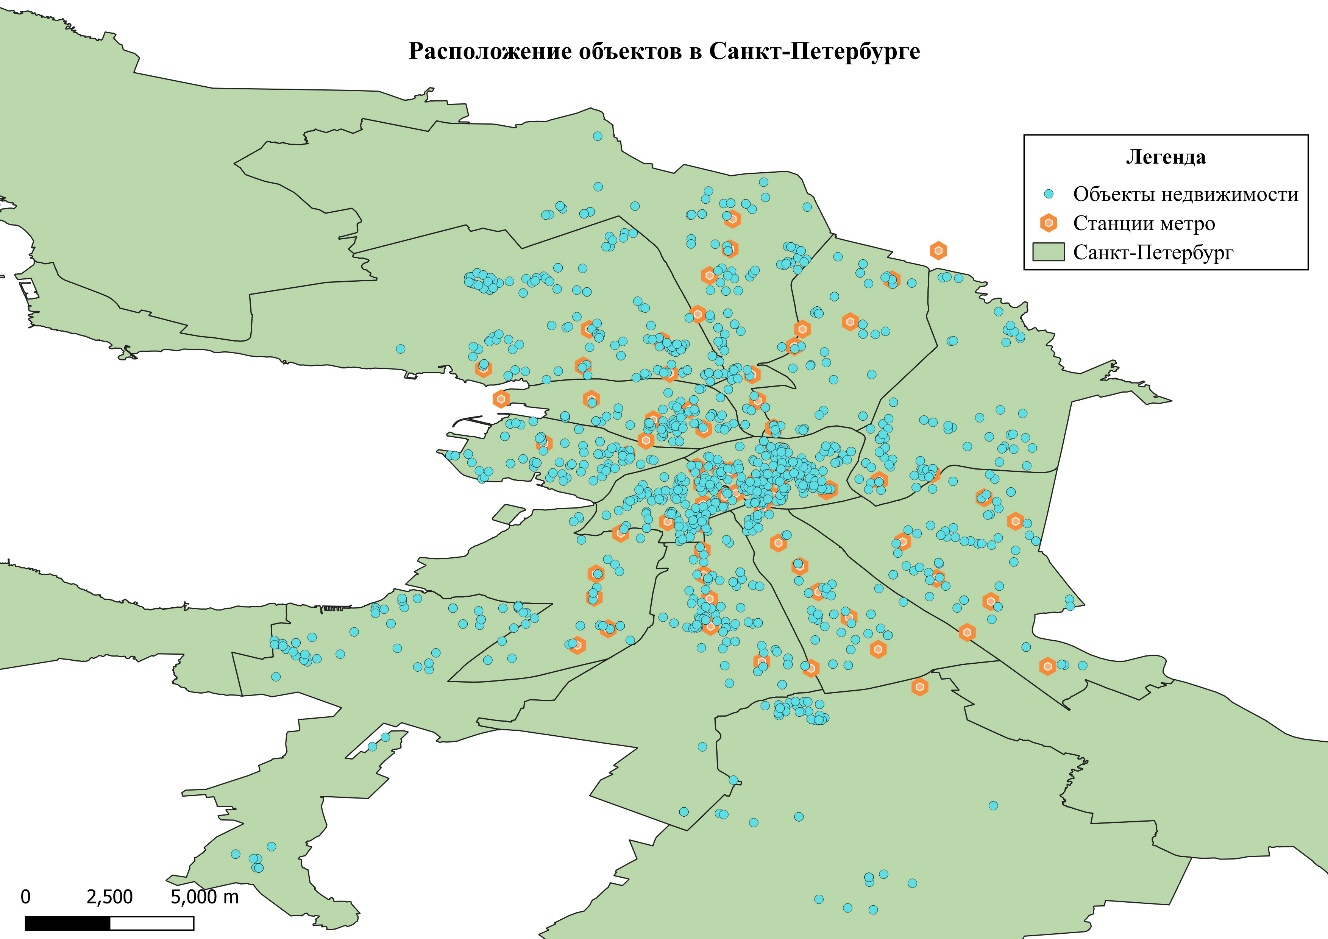 Расположение объектов в Санкт-Петербурге
Легенда
Объекты недвижимости
Станции метро
Санкт-Петербург
0 2,500 5,000 m